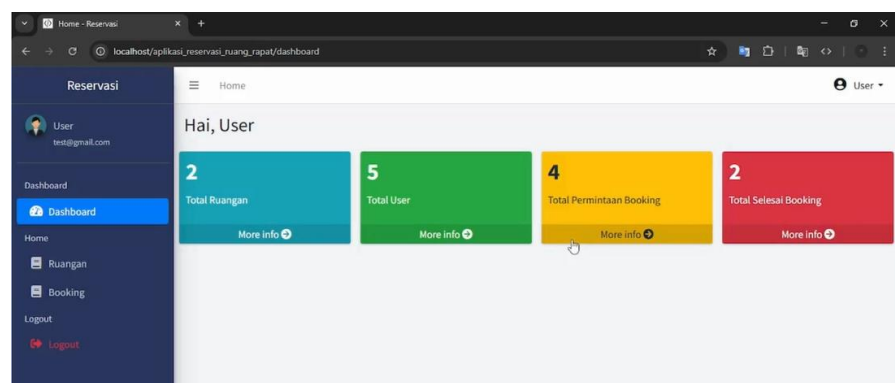 Home - Reservasi
localhost/aplikasi_reservasi_ruang_rapat/dashboard
Reservasi
Home
User
User
test@gmail.com
Hai, User
2
Total Ruangan
More info
5
Total User
More info
4
Total Permintaan Booking
More info
2
Total Selesai Booking
More info
Dashboard
Dashboard
Home
Ruangan
Booking
Logout
Logout